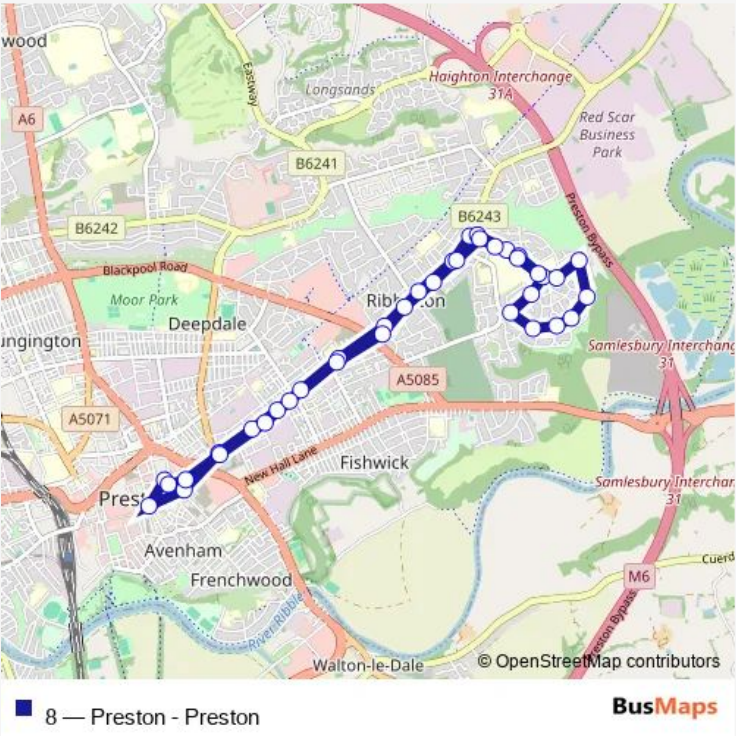 wood
Eastway
Longsands
Haighton Interchange
31A
A6
Red Scar
Business
Park
B6241
B6243
B6242
Preston Bypass
Blackpool Road
Moor Park
Deepdale
ungington
Samlesbury Interchang
31
A5085
A5071
New Hall Lane
Fishwick
Samlesbury Interchar
31
Avenham
Frenchwood
M6
Cuerd
River Ribble
Preston Bypass
Walton-le-Dale
© OpenStreetMap contributors
8 — Preston - Preston
BusMaps